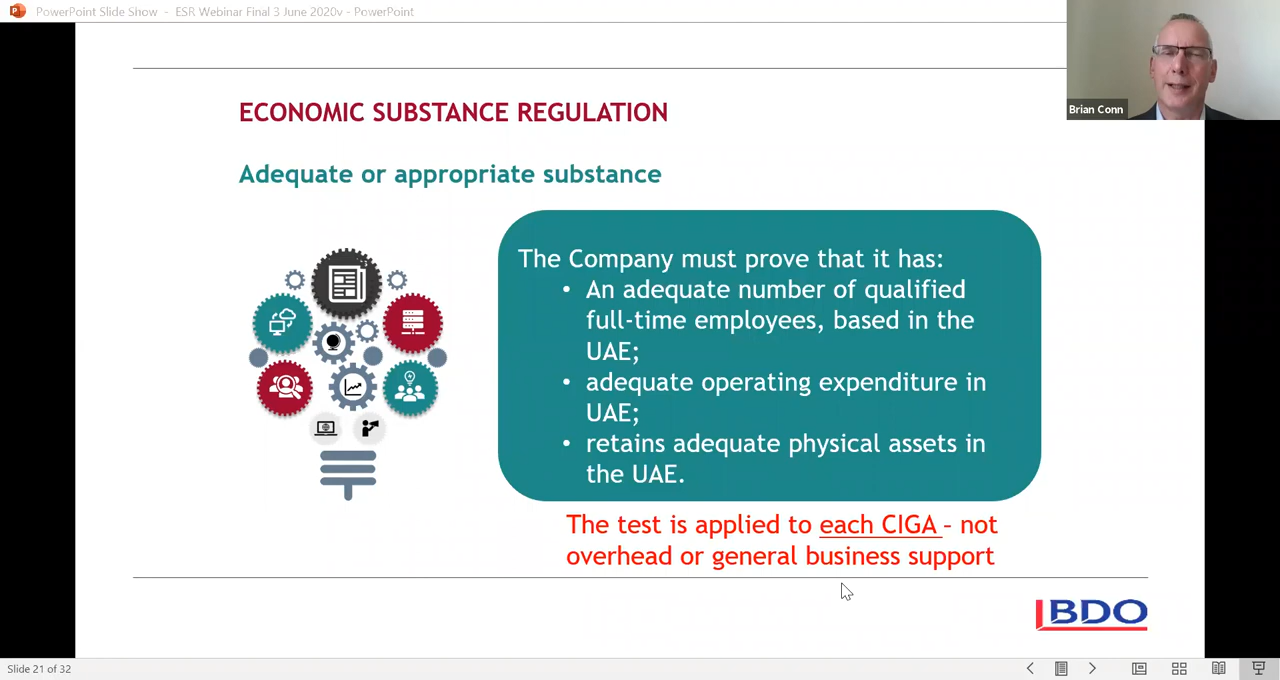 PowerPoint Slide Show - ESR Webinar Final 3 June 2020v - PowerPoint
Brian Conn
ECONOMIC SUBSTANCE REGULATION
Adequate or appropriate substance
The Company must prove that it has:
• An adequate number of qualified
full-time employees, based in the
UAE;
• adequate operating expenditure in
UAE;
• retains adequate physical assets in
the UAE.
The test is applied to each CIGA – not
overhead or general business support
BDO
Slide 21 of 32